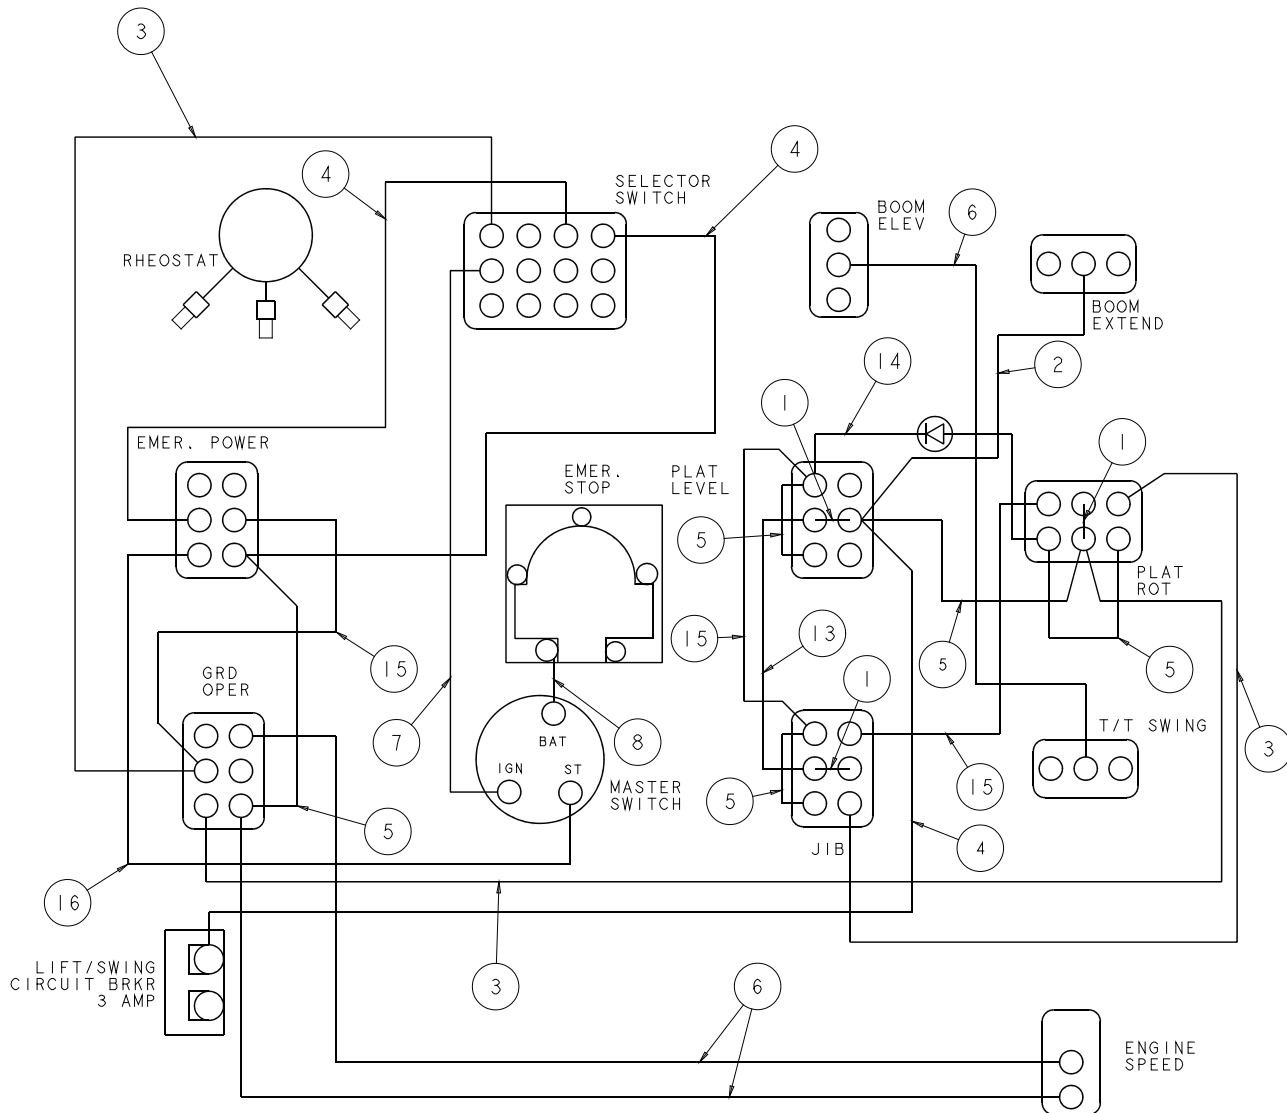 3
4
4
SELECTOR
SWITCH
BOOM
ELEV
6
RHEOSTAT
BOOM
EXTEND
14
2
1
1
EMER. POWER
EMER.
STOP
PLAT
LEVEL
5
PLAT
ROT
15
15
13
5
5
GRD
OPER
1
7
8
T/T SWING
3
BAT
IGN
ST
MASTER
SWITCH
5
15
5
JIB
4
16
LIFT/SWING
CIRCUIT BRKR
3 AMP
3
6
ENGINE
SPEED